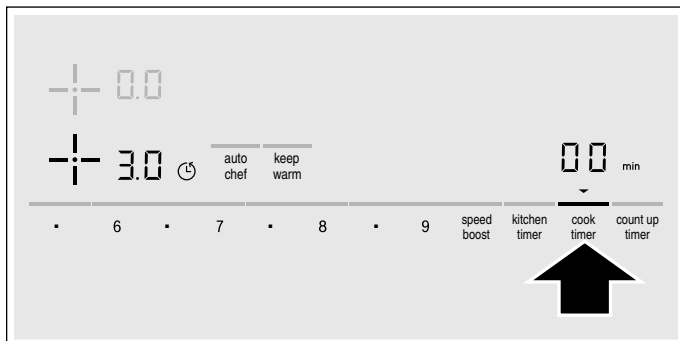 0.0
3.0 auto chef keep warm 00 min
· 6 · 7 · 8 · 9 speed boost kitchen timer cook timer count up timer